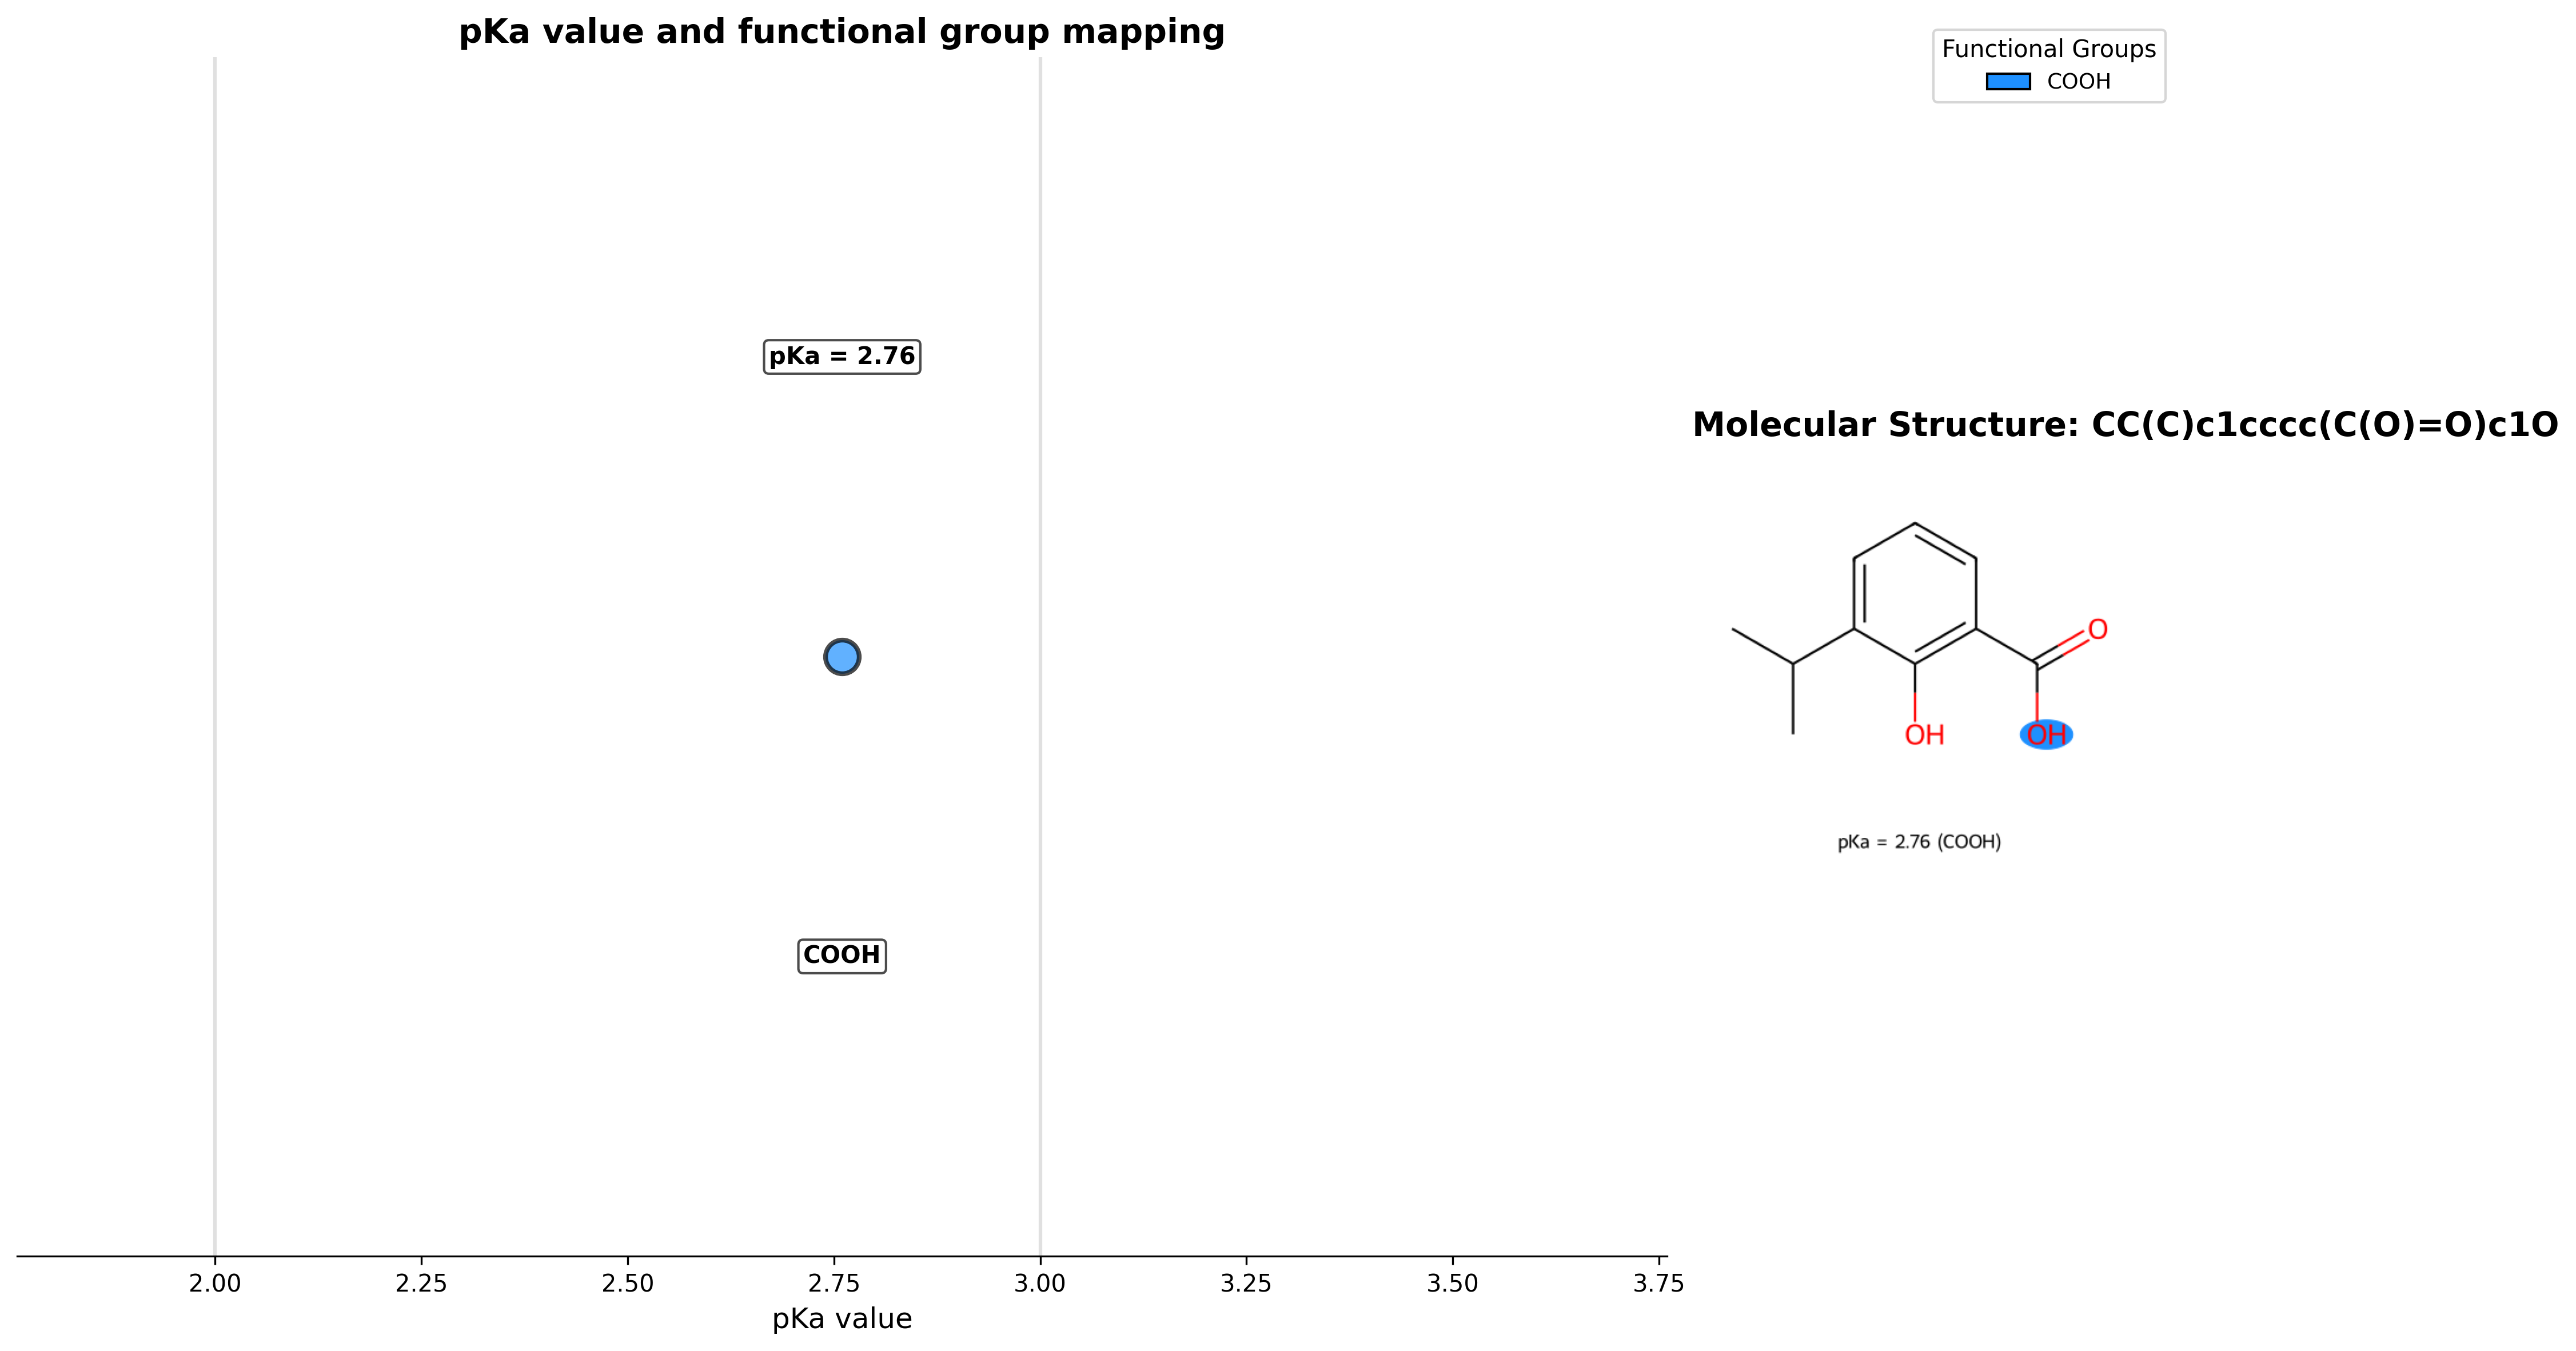 pKa value and functional group mapping
pKa = 2.76
COOH
2.00 2.25 2.50 2.75 3.00 3.25 3.50 3.75
pKa value
Functional Groups
COOH
Molecular Structure: CC(C)c1cccc(C(O)=O)c1O
O
OH OH
pKa = 2.76 (COOH)